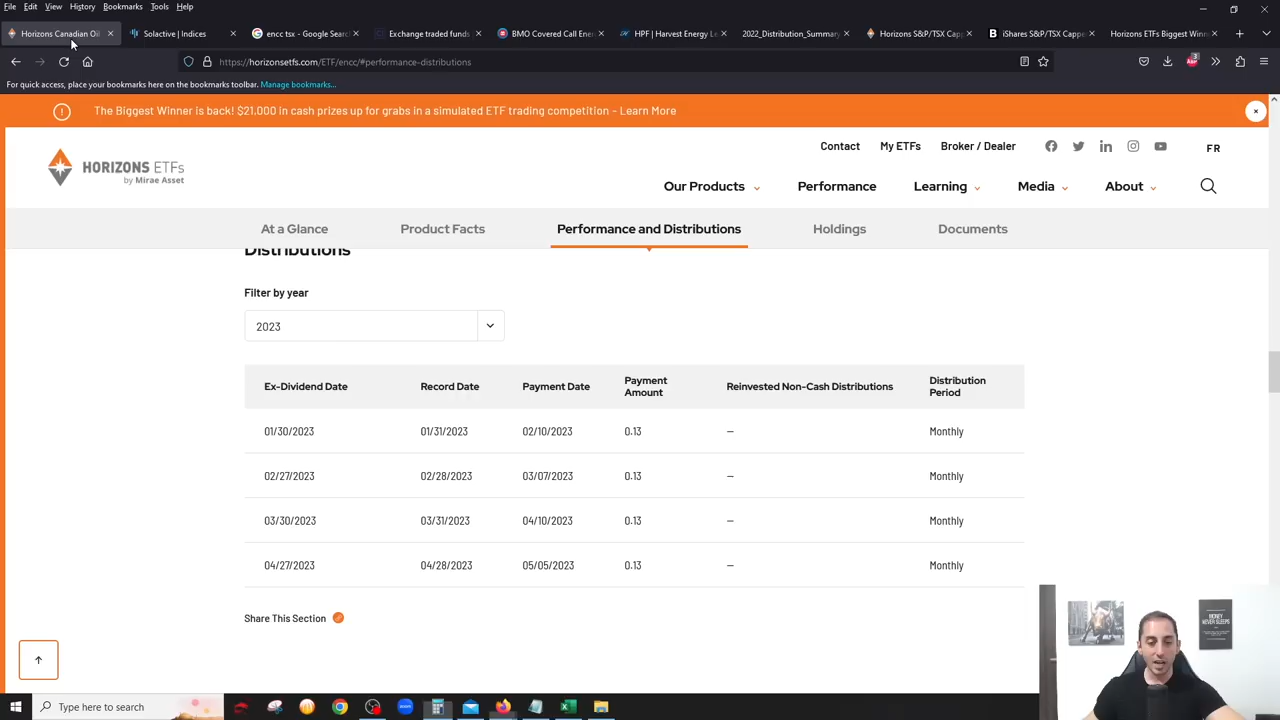 File Edit View History Bookmarks Tools Help
Horizons Canadian Oil
Solactive | Indices
encc tsx - Google Searc
Exchange traded funds
BMO Covered Call Ene
HPF | Harvest Energy Le
2022_Distribution_Summary
Horizons S&P/TSX Capp
iShares S&P/TSX Cappe
Horizons ETFs Biggest Win
https://horizonsetfs.com/ETF/encc/#performance-distributions
For quick access, place your bookmarks here on the bookmarks toolbar. Manage bookmarks...
The Biggest Winner is back! $21,000 in cash prizes up for grabs in a simulated ETF trading competition - Learn More
HORIZONS ETFs
by Mirae Asset
Contact My ETFs Broker / Dealer FR
Our Products Performance Learning Media About
At a Glance Product Facts Performance and Distributions Holdings Documents
Distributions
Filter by year
2023
Ex-Dividend Date Record Date Payment Date Payment Amount Reinvested Non-Cash Distributions Distribution Period
01/30/2023 01/31/2023 02/10/2023 0.13 — Monthly
02/27/2023 02/28/2023 03/07/2023 0.13 — Monthly
03/30/2023 03/31/2023 04/10/2023 0.13 — Monthly
04/27/2023 04/28/2023 05/05/2023 0.13 — Monthly
Share This Section
MONEY
NEVER SLEEPS
Type here to search